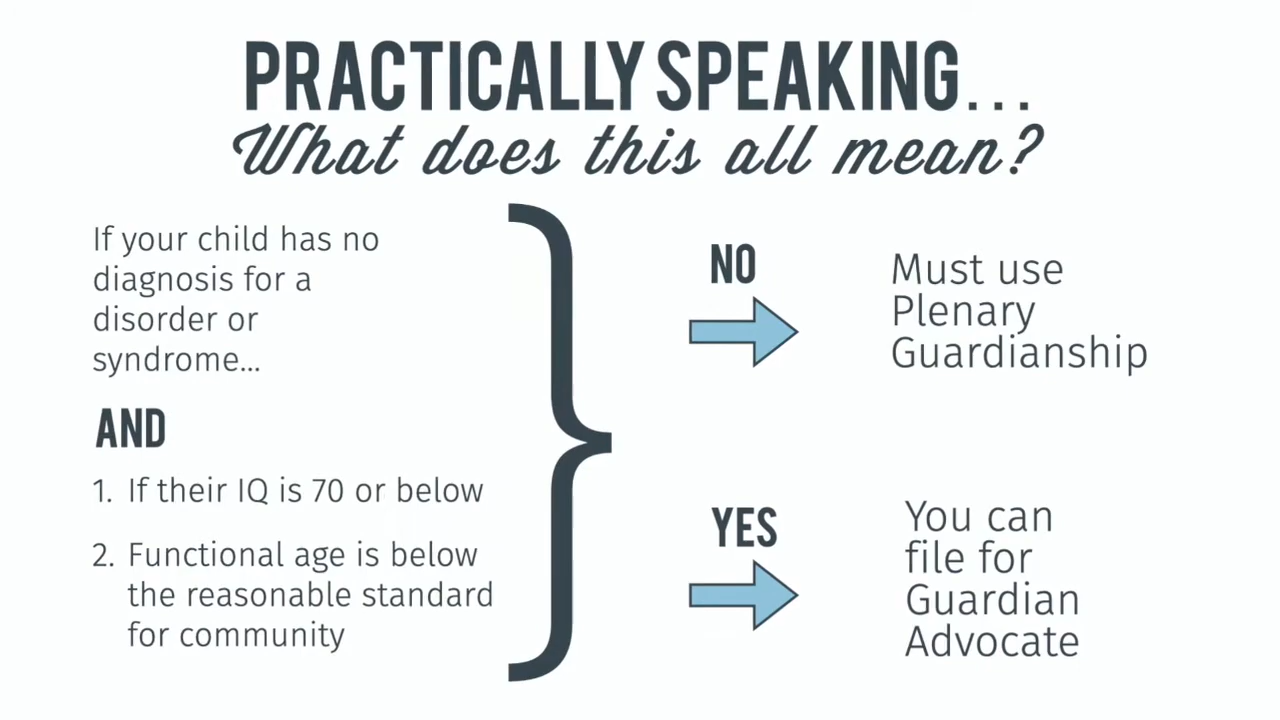 PRACTICALLY SPEAKING...
What does this all mean?
If your child has no
diagnosis for a
disorder or
syndrome...
AND
1. If their IQ is 70 or below
2. Functional age is below
the reasonable standard
for community
NO
Must use
Plenary
Guardianship
YES
You can
file for
Guardian
Advocate